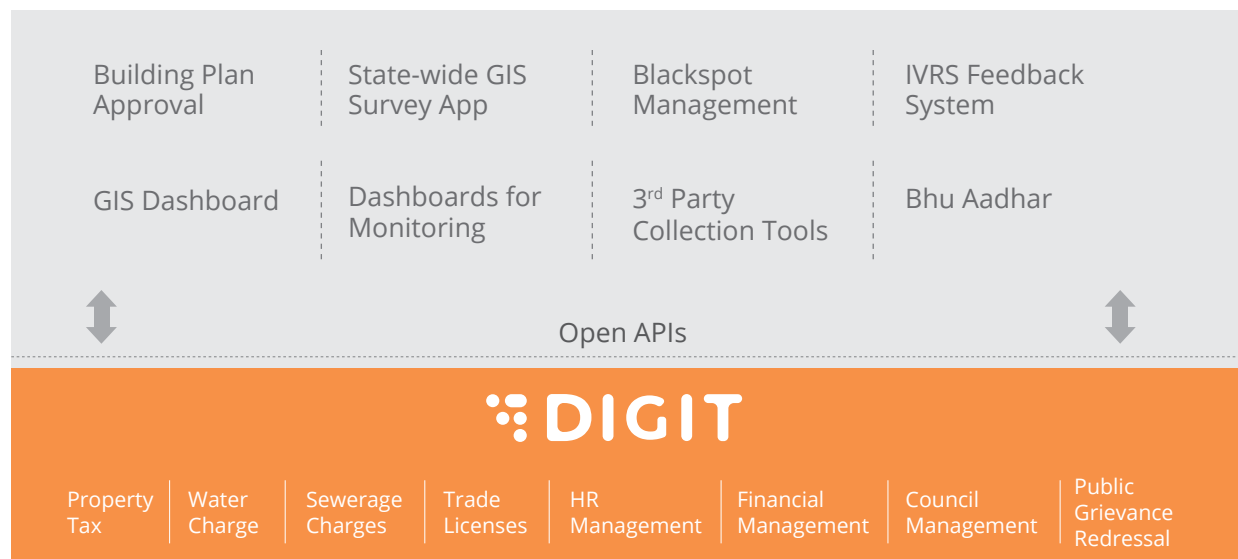 Building Plan
Approval
State-wide GIS
Survey App
Blackspot
Management
IVRS Feedback
System
GIS Dashboard
Dashboards for
Monitoring
3rd Party
Collection Tools
Bhu Aadhar
Open APIs
DIGIT
Property
Tax
Water
Charge
Sewerage
Charges
Trade
Licenses
HR
Management
Financial
Management
Council
Management
Public
Grievance
Redressal